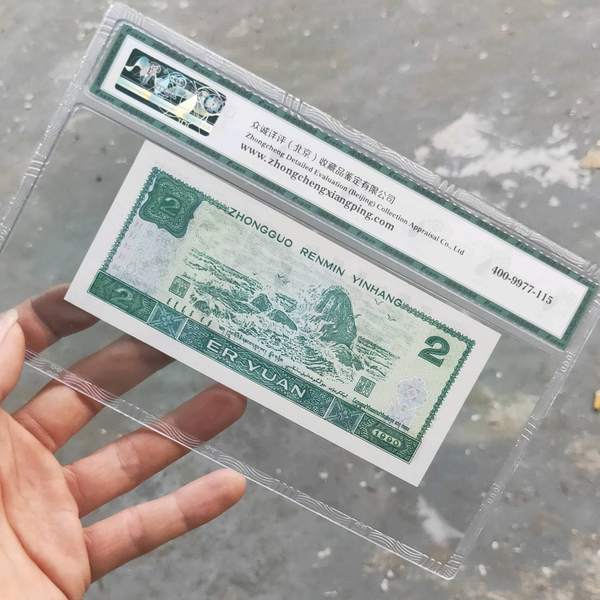 众诚详评（北京）收藏品鉴定有限公司
Zhongcheng Detailed Evaluation (Beijing) Collection Appraisal Co., Ltd
www.zhongchengxiangping.com
400-9977-115
2
ZHONGGUO RENMIN YINHANG
2
2
ER YUAN
1990